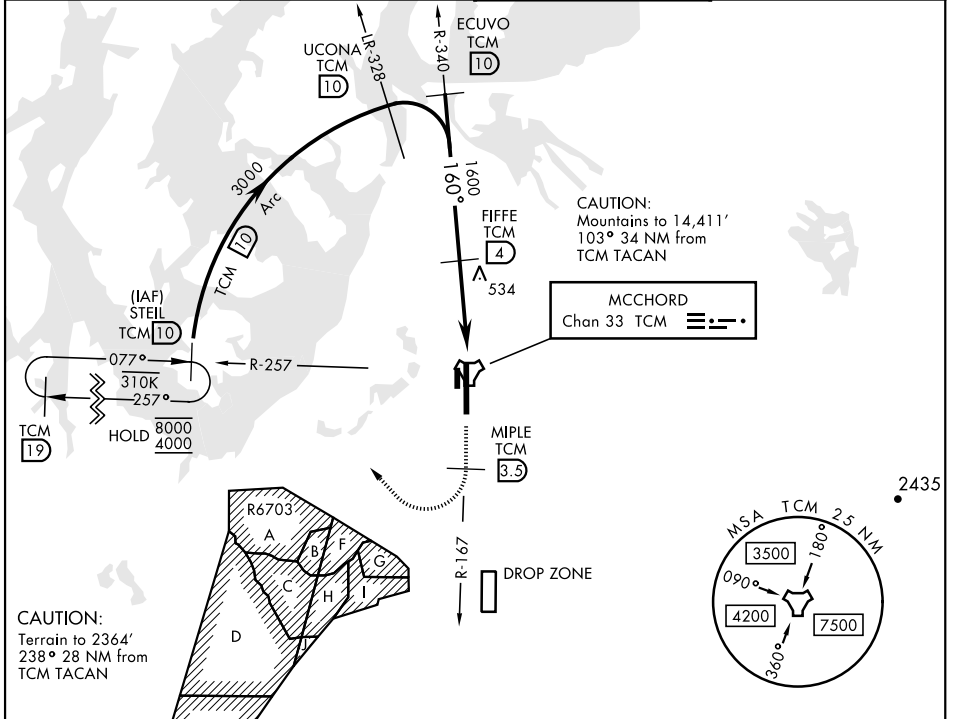 ECUVO
TCM
10
R-340
UCONA
TCM
10
LR-328
3000
Arc
TCM 10
1600
160°
FIFFE
TCM
4
534
CAUTION:
Mountains to 14,411'
103° 34 NM from
TCM TACAN
MCCHORD
Chan 33 TCM
(IAF)
STEIL
TCM 10
077°
310K
257°
R-257
TCM
19
HOLD 8000
4000
MIPLE
TCM
3.5
R-167
DROP ZONE
R6703
A
B
F
G
C
H
I
D
J
CAUTION:
Terrain to 2364'
238° 28 NM from
TCM TACAN
2435
MSA TCM 25 NM
3500
180°
090°
4200
7500
360°